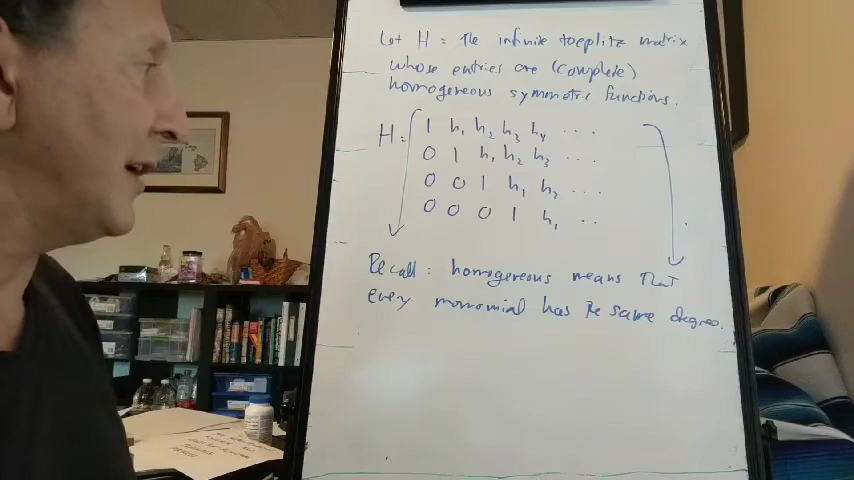 Let H = The infinite toeplitz matrix
whose entries are (complete)
homogeneous symmetric functions.
H = 1 h₁ h₂ h₃ h₄ ...
0 1 h₁ h₂ h₃ ...
0 0 1 h₁ h₂ ...
0 0 0 1 h₁ ..
Recall : homogeneous means that
every monomial has the same degree.